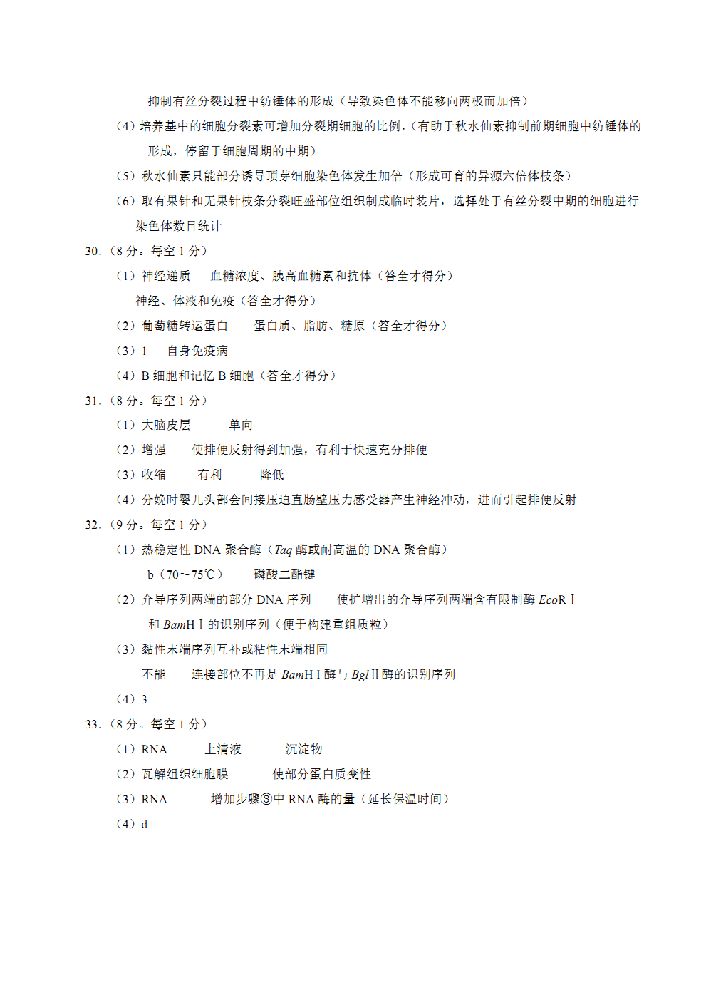 抑制有丝分裂过程中纺锤体的形成（导致染色体不能移向两极而加倍）
（4）培养基中的细胞分裂素可增加分裂期细胞的比例，（有助于秋水仙素抑制前期细胞中纺锤体的
形成，停留于细胞周期的中期）
（5）秋水仙素只能部分诱导顶芽细胞染色体发生加倍（形成可育的异源六倍体枝条）
（6）取有果针和无果针枝条分裂旺盛部位组织制成临时装片，选择处于有丝分裂中期的细胞进行
染色体数目统计
30.（8 分。每空 1 分）
（1）神经递质 血糖浓度、胰高血糖素和抗体（答全才得分）
神经、体液和免疫（答全才得分）
（2）葡萄糖转运蛋白 蛋白质、脂肪、糖原（答全才得分）
（3）1 自身免疫病
（4）B 细胞和记忆 B 细胞（答全才得分）
31.（8 分。每空 1 分）
（1）大脑皮层 单向
（2）增强 使排便反射得到加强，有利于快速充分排便
（3）收缩 有利 降低
（4）分娩时婴儿头部会间接压迫直肠壁压力感受器产生神经冲动，进而引起排便反射
32.（9 分。每空 1 分）
（1）热稳定性 DNA 聚合酶（Taq 酶或耐高温的 DNA 聚合酶）
b（70～75℃） 磷酸二酯键
（2）介导序列两端的部分 DNA 序列 使扩增出的介导序列两端含有限制酶 EcoRⅠ
和 BamHⅠ的识别序列（便于构建重组质粒）
（3）黏性末端序列互补或粘性末端相同
不能 连接部位不再是 BamH I 酶与 BglⅡ酶的识别序列
（4）3
33.（8 分。每空 1 分）
（1）RNA 上清液 沉淀物
（2）瓦解组织细胞膜 使部分蛋白质变性
（3）RNA 增加步骤③中 RNA 酶的量（延长保温时间）
（4）d